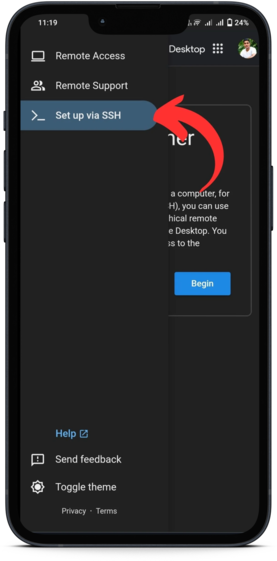 11:19
24%
Remote Access
Desktop
Remote Support
Set up via SSH
ner
a computer, for
H), you can use
hical remote
e Desktop. You
ss to the
Begin
Help
Send feedback
Toggle theme
Privacy · Terms